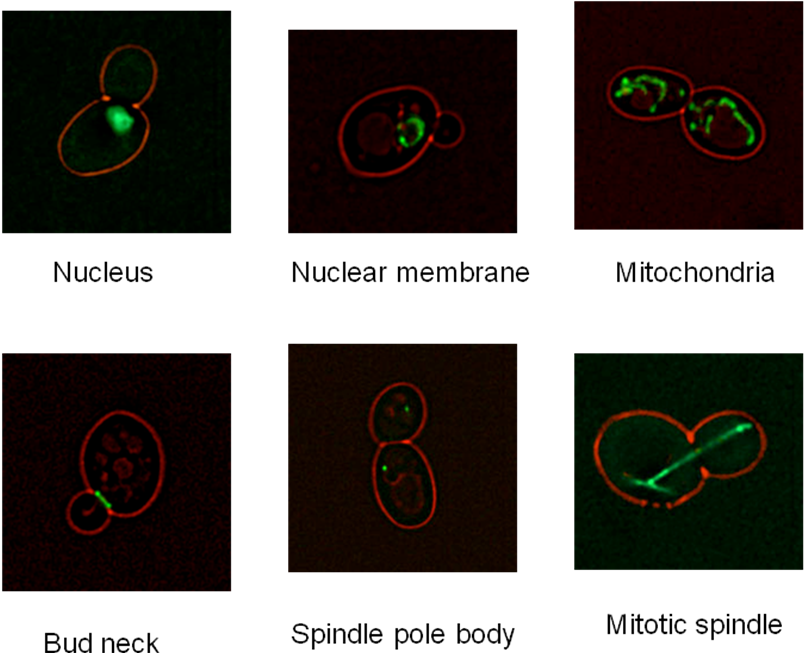 Nucleus
Nuclear membrane
Mitochondria
Bud neck
Spindle pole body
Mitotic spindle